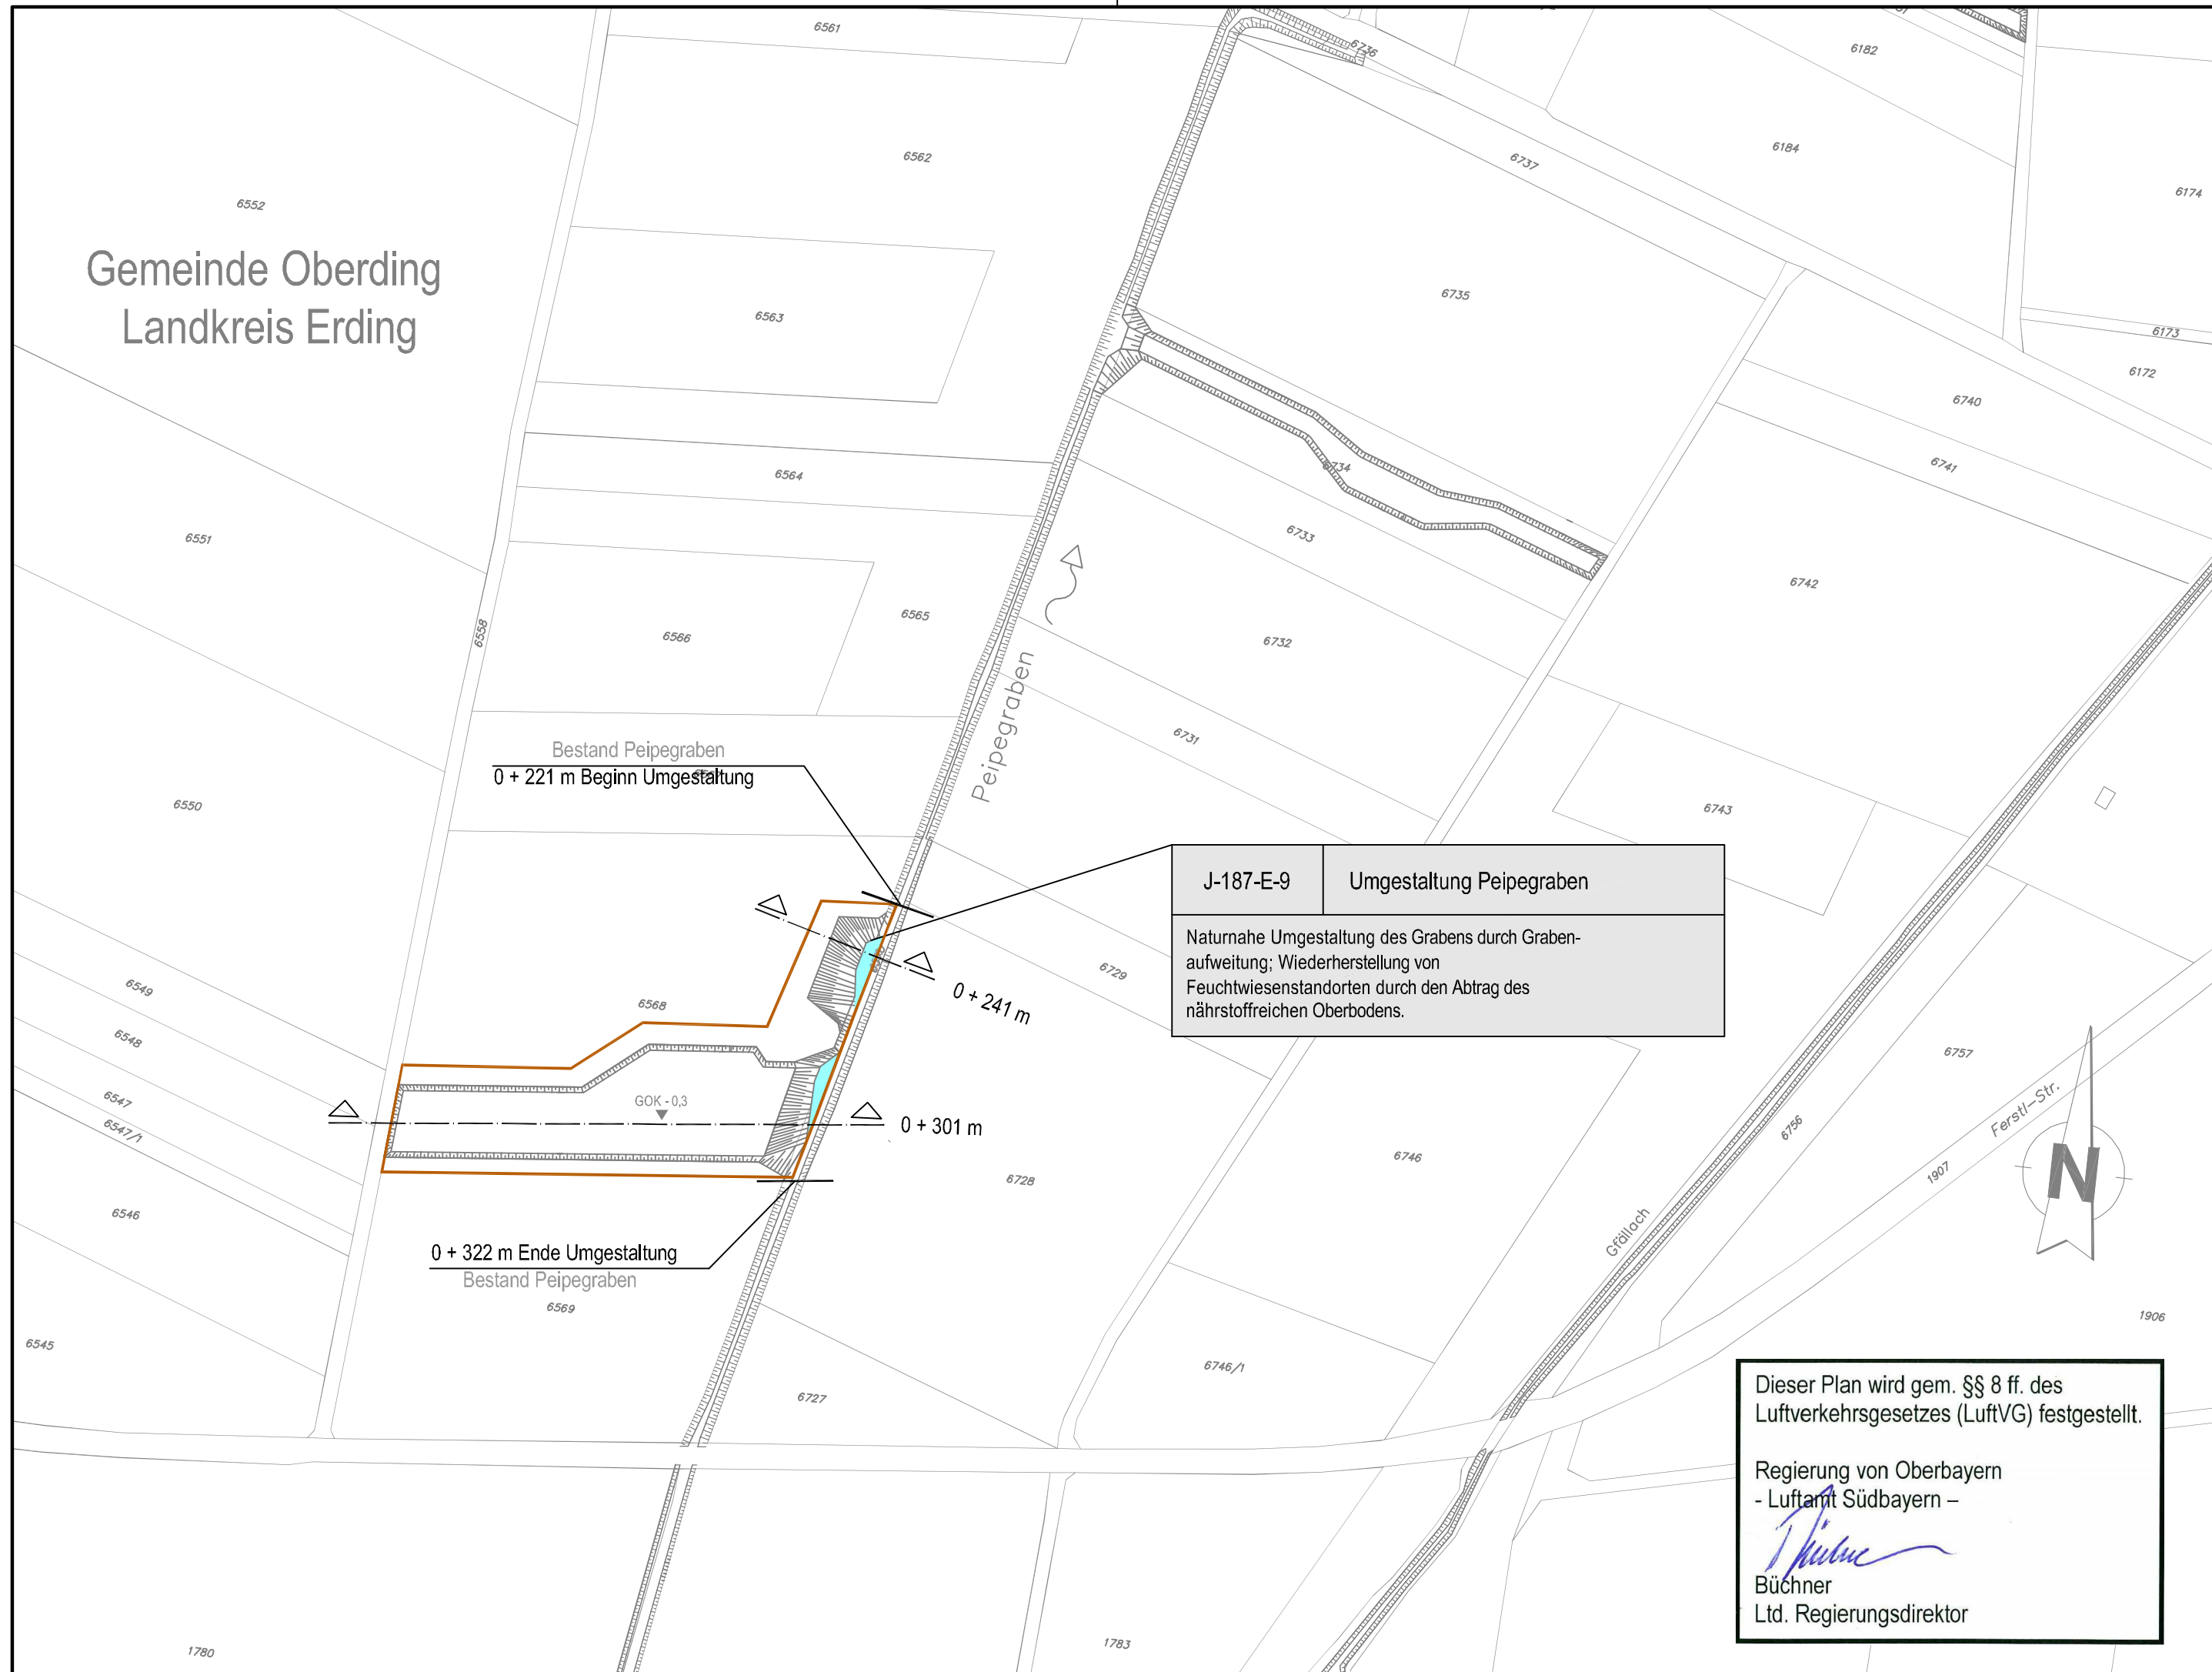 6561
6736
6182
6562
6737
6184
6174
6552
Gemeinde Oberding
Landkreis Erding
6563
6735
6173
6172
6740
6564
6734
6741
6551
6733
6742
6558
6566
6565
6732
Peipegraben
6731
Bestand Peipegraben
0 + 221 m Beginn Umgestaltung
6550
6743
J-187-E-9
Umgestaltung Peipegraben
Naturnahe Umgestaltung des Grabens durch Graben-
aufweitung; Wiederherstellung von
Feuchtwiesenstandorten durch den Abtrag des
nährstoffreichen Oberbodens.
6729
0 + 241 m
6549
6568
6548
6757
6547
6547/1
GOK - 0,3
0 + 301 m
Ferstl-Str.
6756
6746
1907
N
6728
6546
Gfällach
0 + 322 m Ende Umgestaltung
Bestand Peipegraben
6569
1906
6545
6746/1
6727
Dieser Plan wird gem. §§ 8 ff. des
Luftverkehrsgesetzes (LuftVG) festgestellt.
Regierung von Oberbayern
- Luftamt Südbayern –
Büchner
Ltd. Regierungsdirektor
1780
1783